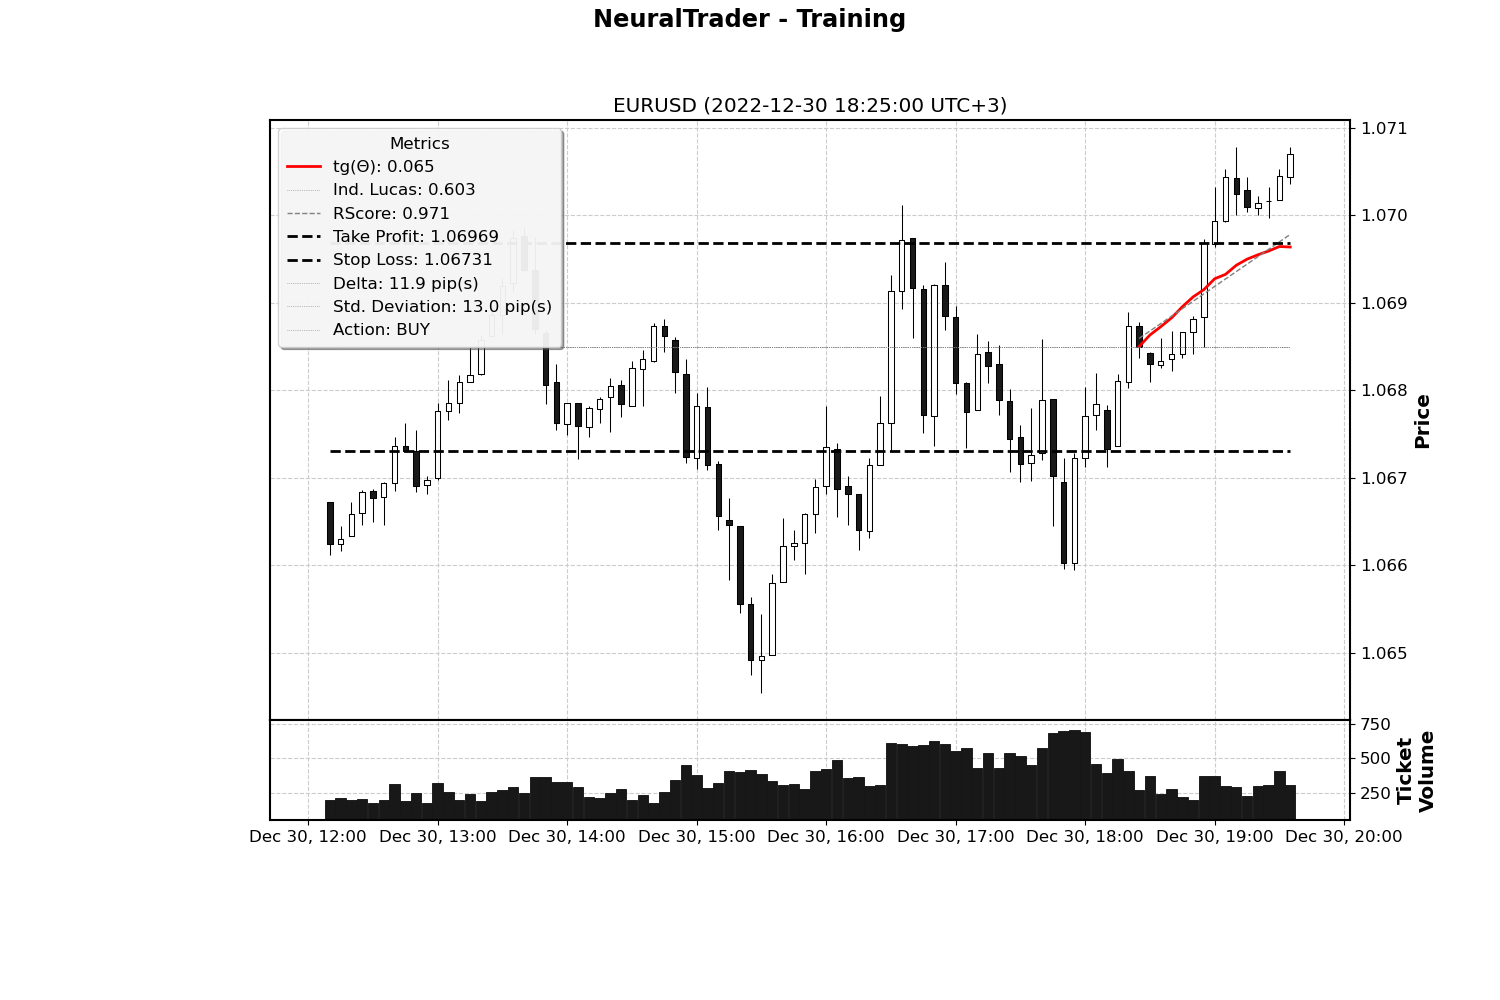 NeuralTrader - Training
EURUSD (2022-12-30 18:25:00 UTC+3)
Metrics
tg(Θ): 0.065
Ind. Lucas: 0.603
RScore: 0.971
Take Profit: 1.06969
Stop Loss: 1.06731
Delta: 11.9 pip(s)
Std. Deviation: 13.0 pip(s)
Action: BUY
1.071
1.070
1.069
1.068
1.067
1.066
1.065
Price
750
500
250
Ticket
Volume
Dec 30, 12:00 Dec 30, 13:00 Dec 30, 14:00 Dec 30, 15:00 Dec 30, 16:00 Dec 30, 17:00 Dec 30, 18:00 Dec 30, 19:00 Dec 30, 20:00